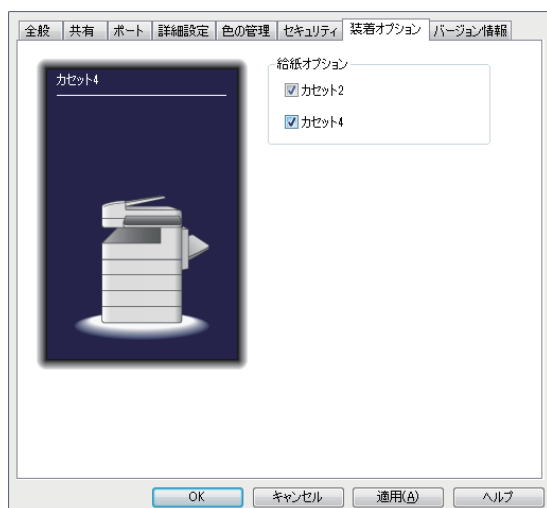 全般 共有 ポート 詳細設定 色の管理 セキュリティ 装着オプション バージョン情報
カセット4
給紙オプション
カセット2
カセット4
OK キャンセル 適用(A) ヘルプ